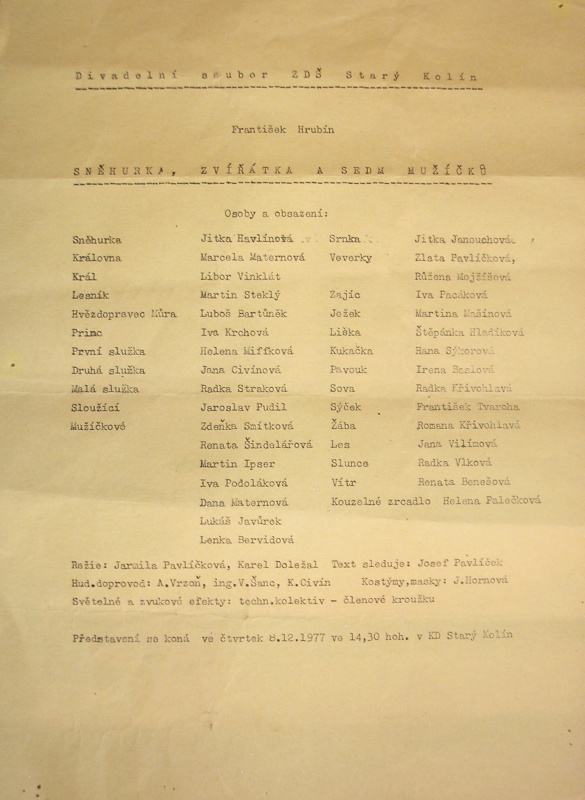 Divadelní soubor ZDŠ Starý Kolín
František Hrubín
SNĚHURKA, ZVÍŘÁTKA A SEDM MUŽÍČKŮ
Osoby a obsazení:
Sněhurka Jitka Havlínová Srnka Jitka Janouchová
Královna Marcela Maternová Veverky Zlata Pavlíčková,
Král Libor Vinklát Růžena Mojžíšová
Lesník Martin Steklý Zajíc Iva Pacáková
Hvězdopravec Můra Luboš Bartůněk Ježek Martina Mašínová
Princ Iva Krchová Liška Štěpánka Hladíková
První služka Helena Mifková Kukačka Hana Sýkorová
Druhá služka Jana Civínová Pavouk Irena
Malá služka Radka Straková Sova Radka Křivohlavá
Sloužící Jaroslav Pudil Sýček František Tvaroha
Mužíčkové Zdeňka Smítková Žába Romana Křivohlavá
Renata Šindelářová Les Jana Vilímová
Martin Ipser Slunce Radka Vlková
Iva Podoláková Vítr Renata Benešová
Dana Maternová Kouzelné zrcadlo Helena Palečková
Lukáš Javůrek
Lenka Bervidová
Režie: Jarmila Pavlíčková, Karel Doležal Text sleduje: Josef Pavlíček
Hud.doprovod: A.Vrzoň, ing.V.Šanc, K.Civín Kostýmy,masky: J.Hornová
Světelné a zvukové efekty: techn.kolektiv - členové kroužku
Představení se koná ve čtvrtek 8.12.1977 ve 14,30 hoh. v KD Starý Kolín